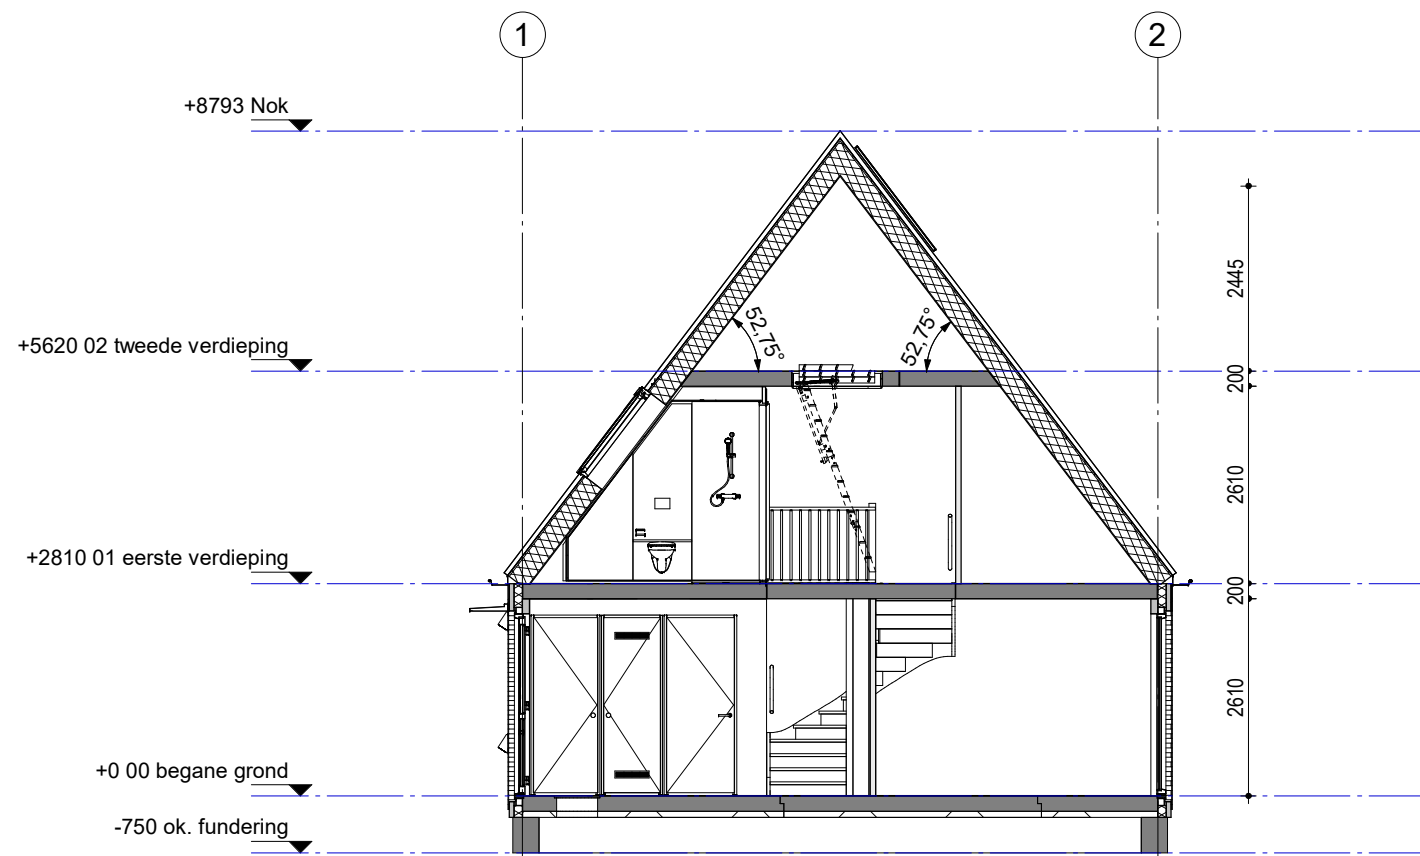 1
2
+8793 Nok
2445
52,75°
52,75°
+5620 02 tweede verdieping
200
2610
+2810 01 eerste verdieping
200
2610
+0 00 begane grond
-750 ok. fundering